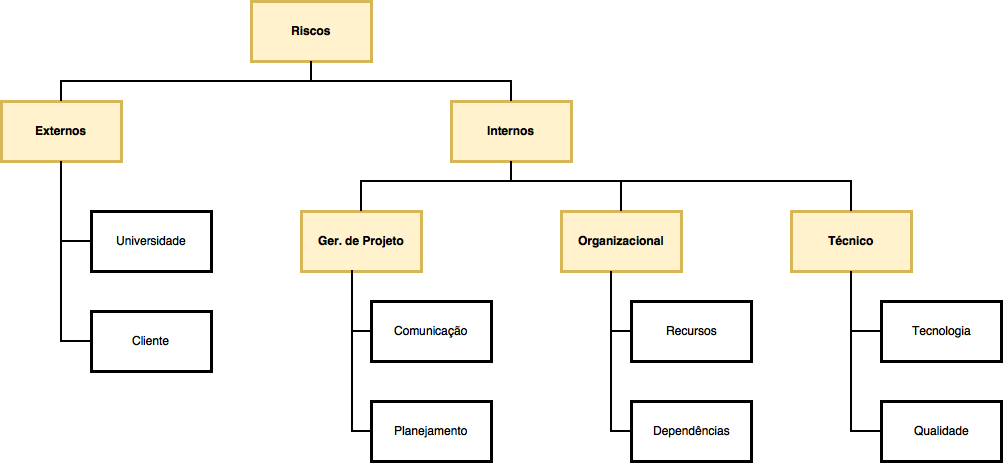 Riscos
Externos
Internos
Universidade
Cliente
Ger. de Projeto
Organizacional
Técnico
Comunicação
Recursos
Tecnologia
Planejamento
Dependências
Qualidade